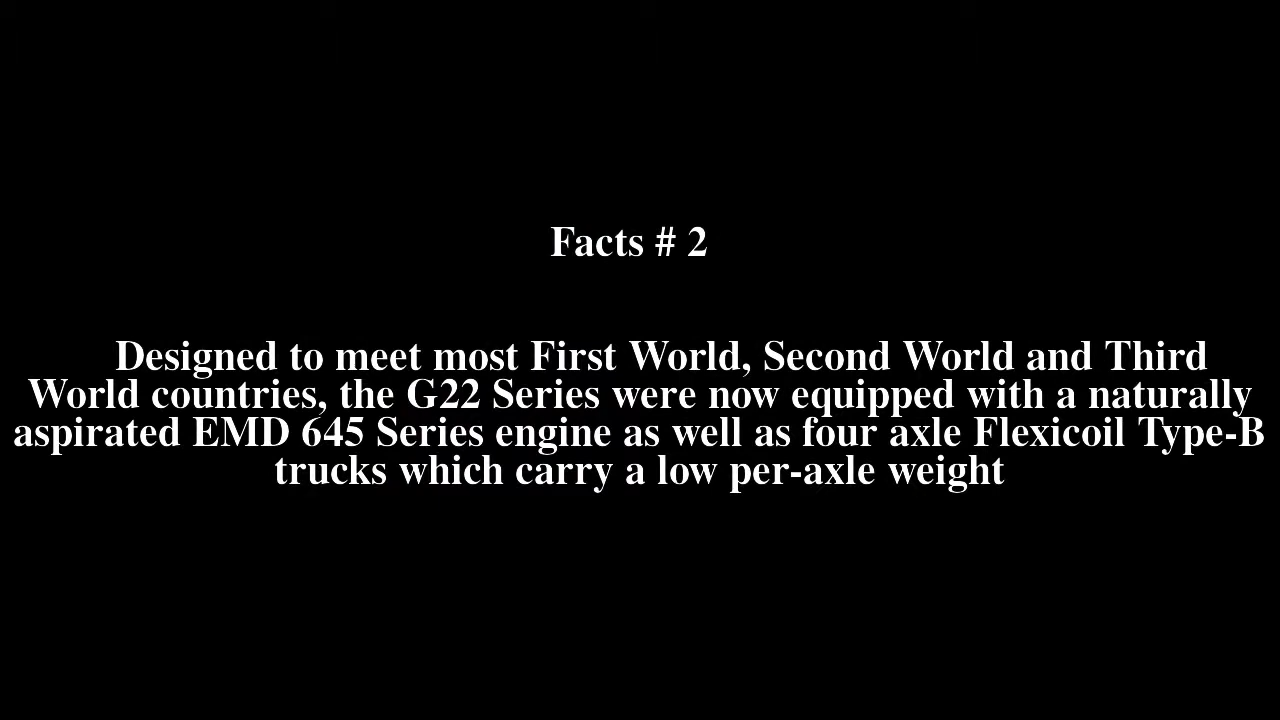 Facts # 2
Designed to meet most First World, Second World and Third
World countries, the G22 Series were now equipped with a naturally
aspirated EMD 645 Series engine as well as four axle Flexicoil Type-B
trucks which carry a low per-axle weight